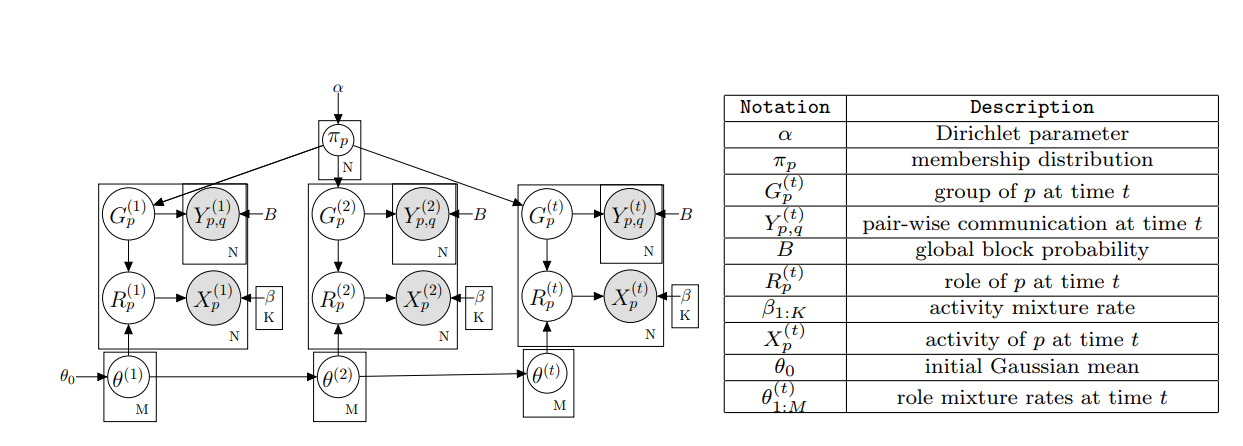 α
π_p
N
G_p^{(1)} Y_{p,q}^{(1)} B
N
R_p^{(1)} X_p^{(1)} β
K
N
θ_0 θ^{(1)}
M
G_p^{(2)} Y_{p,q}^{(2)} B
N
R_p^{(2)} X_p^{(2)} β
K
N
θ^{(2)}
M
G_p^{(t)} Y_{p,q}^{(t)} B
N
R_p^{(t)} X_p^{(t)} β
K
N
θ^{(t)}
M
Notation Description
α Dirichlet parameter
π_p membership distribution
G_p^{(t)} group of p at time t
Y_{p,q}^{(t)} pair-wise communication at time t
B global block probability
R_p^{(t)} role of p at time t
β_{1:K} activity mixture rate
X_p^{(t)} activity of p at time t
θ_0 initial Gaussian mean
θ_{1:M}^{(t)} role mixture rates at time t